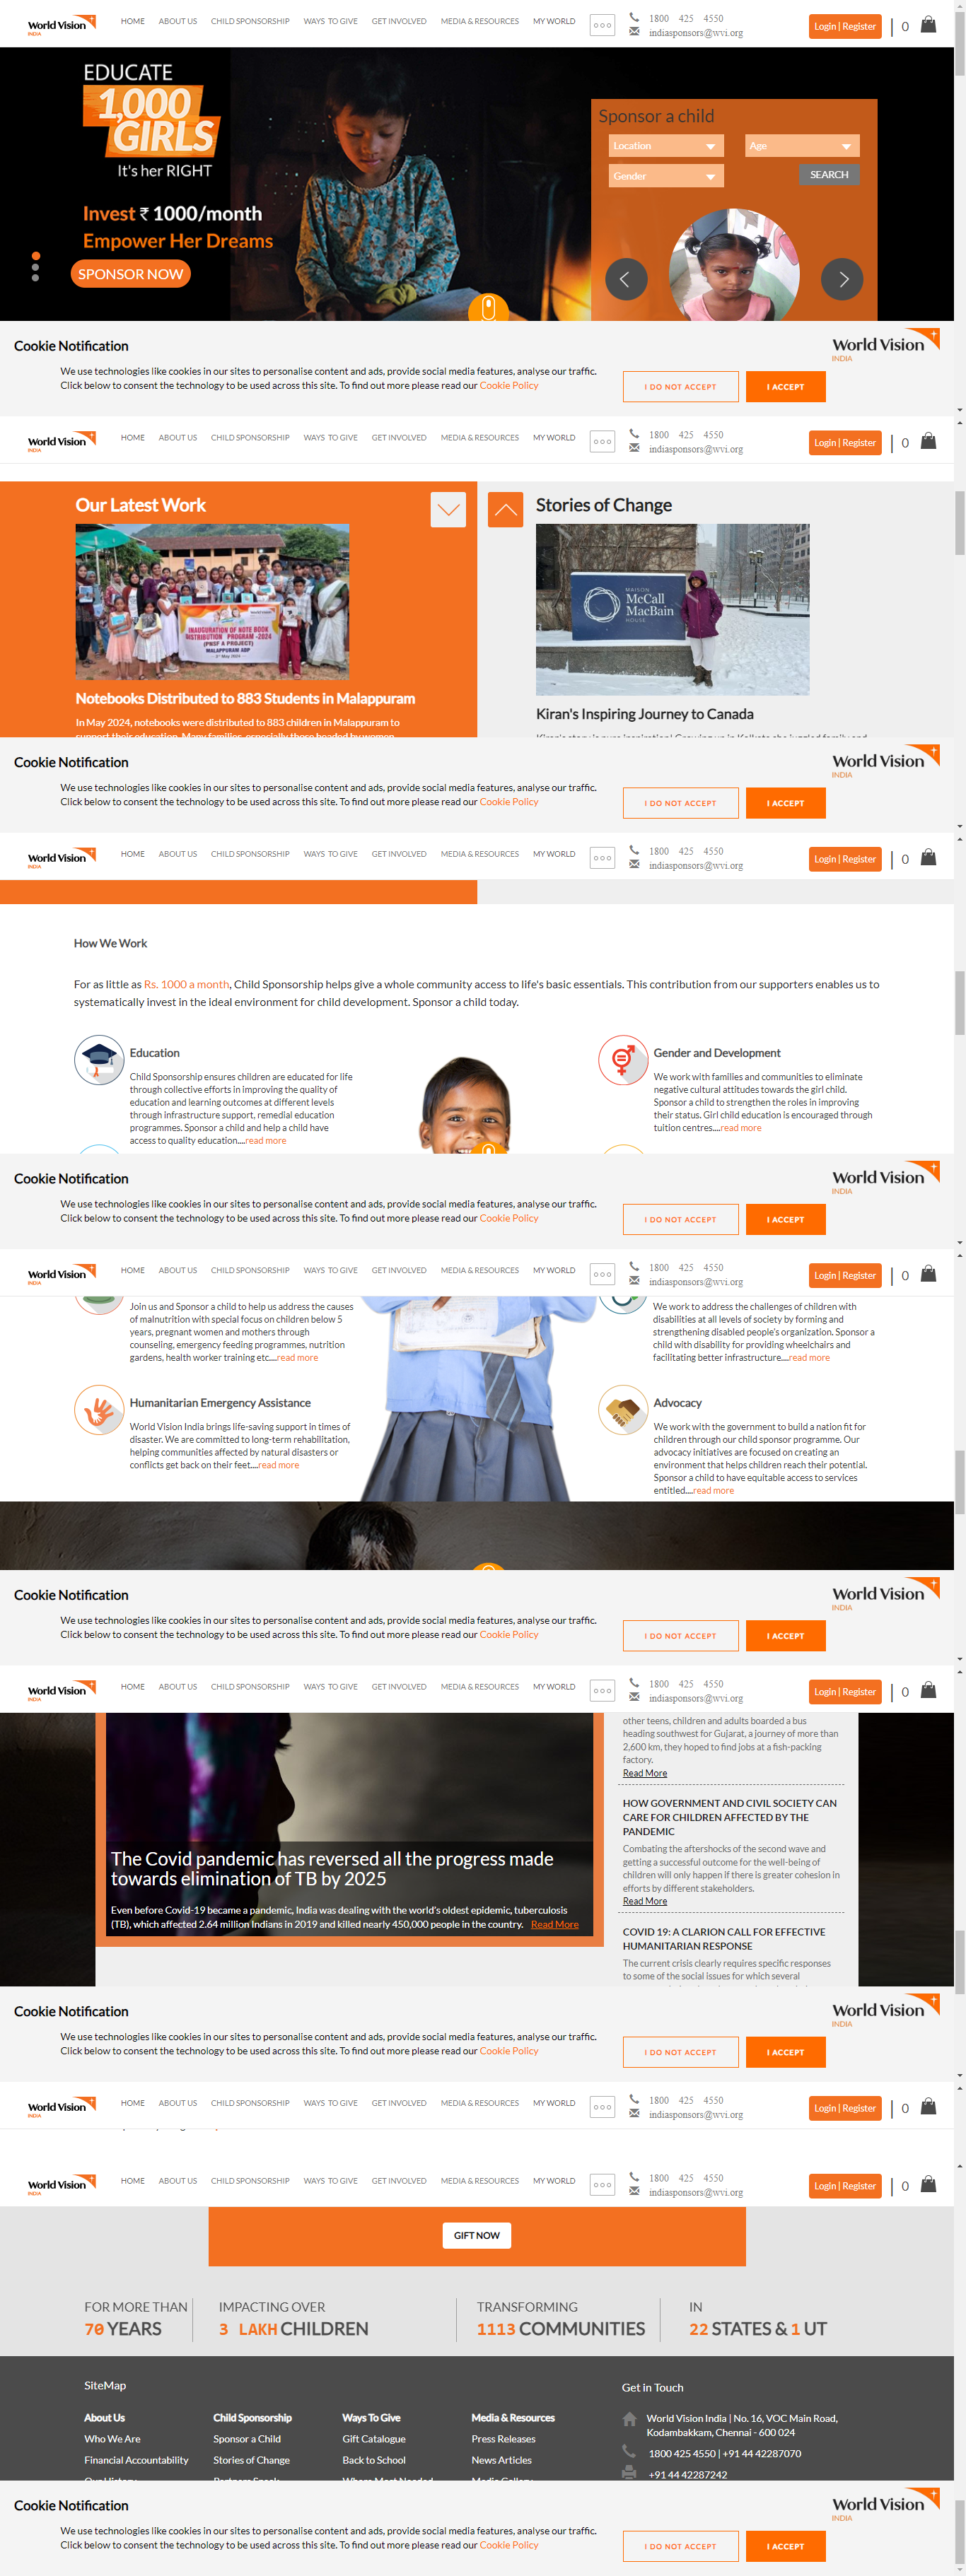 World Vision
INDIA
HOME ABOUT US CHILD SPONSORSHIP WAYS TO GIVE GET INVOLVED MEDIA & RESOURCES MY WORLD
1800 425 4550
indiasponsors@wvi.org
Login | Register 0
EDUCATE
1,000
GIRLS
It's her RIGHT
Invest ₹ 1000/month
Empower Her Dreams
SPONSOR NOW
Sponsor a child
Location Age
Gender SEARCH
Cookie Notification
We use technologies like cookies in our sites to personalise content and ads, provide social media features, analyse our traffic.
Click below to consent the technology to be used across this site. To find out more please read our Cookie Policy
I DO NOT ACCEPT I ACCEPT
World Vision
INDIA
World Vision
INDIA
HOME ABOUT US CHILD SPONSORSHIP WAYS TO GIVE GET INVOLVED MEDIA & RESOURCES MY WORLD
1800 425 4550
indiasponsors@wvi.org
Login | Register 0
Our Latest Work
World Vision
INAUGURATION OF NOTE BOOK
DISTRIBUTION PROGRAM -2024
(PNSF A PROJECT)
MALAPPURAM ADP
Notebooks Distributed to 883 Students in Malappuram
In May 2024, notebooks were distributed to 883 children in Malappuram to
support their education. Many families, especially those headed by women,
Stories of Change
MAISON
McCall
MacBain
HOUSE
Kiran's Inspiring Journey to Canada
Kiran's story is pure inspiration! Growing up in Kolkata she juggled family and
Cookie Notification
We use technologies like cookies in our sites to personalise content and ads, provide social media features, analyse our traffic.
Click below to consent the technology to be used across this site. To find out more please read our Cookie Policy
I DO NOT ACCEPT I ACCEPT
World Vision
INDIA
World Vision
INDIA
HOME ABOUT US CHILD SPONSORSHIP WAYS TO GIVE GET INVOLVED MEDIA & RESOURCES MY WORLD
1800 425 4550
indiasponsors@wvi.org
Login | Register 0
How We Work
For as little as Rs. 1000 a month, Child Sponsorship helps give a whole community access to life's basic essentials. This contribution from our supporters enables us to
systematically invest in the ideal environment for child development. Sponsor a child today.
Education
Child Sponsorship ensures children are educated for life
through collective efforts in improving the quality of
education and learning outcomes at different levels
through infrastructure support, remedial education
programmes. Sponsor a child and help a child have
access to quality education....read more
Gender and Development
We work with families and communities to eliminate
negative cultural attitudes towards the girl child.
Sponsor a child to strengthen the roles in improving
their status. Girl child education is encouraged through
tuition centres....read more
Cookie Notification
We use technologies like cookies in our sites to personalise content and ads, provide social media features, analyse our traffic.
Click below to consent the technology to be used across this site. To find out more please read our Cookie Policy
I DO NOT ACCEPT I ACCEPT
World Vision
INDIA
World Vision
INDIA
HOME ABOUT US CHILD SPONSORSHIP WAYS TO GIVE GET INVOLVED MEDIA & RESOURCES MY WORLD
1800 425 4550
indiasponsors@wvi.org
Login | Register 0
Join us and Sponsor a child to help us address the causes
of malnutrition with special focus on children below 5
years, pregnant women and mothers through
counseling, emergency feeding programmes, nutrition
gardens, health worker training etc....read more
We work to address the challenges of children with
disabilities at all levels of society by forming and
strengthening disabled people's organization. Sponsor a
child with disability for providing wheelchairs and
facilitating better infrastructure....read more
Humanitarian Emergency Assistance
World Vision India brings life-saving support in times of
disaster. We are committed to long-term rehabilitation,
helping communities affected by natural disasters or
conflicts get back on their feet....read more
Advocacy
We work with the government to build a nation fit for
children through our child sponsor programme. Our
advocacy initiatives are focused on creating an
environment that helps children reach their potential.
Sponsor a child to have equitable access to services
entitled....read more
Cookie Notification
We use technologies like cookies in our sites to personalise content and ads, provide social media features, analyse our traffic.
Click below to consent the technology to be used across this site. To find out more please read our Cookie Policy
I DO NOT ACCEPT I ACCEPT
World Vision
INDIA
World Vision
INDIA
HOME ABOUT US CHILD SPONSORSHIP WAYS TO GIVE GET INVOLVED MEDIA & RESOURCES MY WORLD
1800 425 4550
indiasponsors@wvi.org
Login | Register 0
The Covid pandemic has reversed all the progress made
towards elimination of TB by 2025
Even before Covid-19 became a pandemic, India was dealing with the world's oldest epidemic, tuberculosis
(TB), which affected 2.64 million Indians in 2019 and killed nearly 450,000 people in the country. Read More
other teens, children and adults boarded a bus
heading southwest for Gujarat, a journey of more than
2,600 km, they hoped to find jobs at a fish-packing
factory.
Read More
HOW GOVERNMENT AND CIVIL SOCIETY CAN
CARE FOR CHILDREN AFFECTED BY THE
PANDEMIC
Combating the aftershocks of the second wave and
getting a successful outcome for the well-being of
children will only happen if there is greater cohesion in
efforts by different stakeholders.
Read More
COVID 19: A CLARION CALL FOR EFFECTIVE
HUMANITARIAN RESPONSE
The current crisis clearly requires specific responses
to some of the social issues for which several
Cookie Notification
We use technologies like cookies in our sites to personalise content and ads, provide social media features, analyse our traffic.
Click below to consent the technology to be used across this site. To find out more please read our Cookie Policy
I DO NOT ACCEPT I ACCEPT
World Vision
INDIA
World Vision
INDIA
HOME ABOUT US CHILD SPONSORSHIP WAYS TO GIVE GET INVOLVED MEDIA & RESOURCES MY WORLD
1800 425 4550
indiasponsors@wvi.org
Login | Register 0
World Vision
INDIA
HOME ABOUT US CHILD SPONSORSHIP WAYS TO GIVE GET INVOLVED MEDIA & RESOURCES MY WORLD
1800 425 4550
indiasponsors@wvi.org
Login | Register 0
GIFT NOW
FOR MORE THAN
70 YEARS
IMPACTING OVER
3 LAKH CHILDREN
TRANSFORMING
1113 COMMUNITIES
IN
22 STATES & 1 UT
SiteMap
About Us
Who We Are
Financial Accountability
Our History
Child Sponsorship
Sponsor a Child
Stories of Change
Partners Speak
Ways To Give
Gift Catalogue
Back to School
Where Most Needed
Media & Resources
Press Releases
News Articles
Media Gallery
Get in Touch
World Vision India | No. 16, VOC Main Road,
Kodambakkam, Chennai - 600 024
1800 425 4550 | +91 44 42287070
+91 44 42287242
Cookie Notification
We use technologies like cookies in our sites to personalise content and ads, provide social media features, analyse our traffic.
Click below to consent the technology to be used across this site. To find out more please read our Cookie Policy
I DO NOT ACCEPT I ACCEPT
World Vision
INDIA